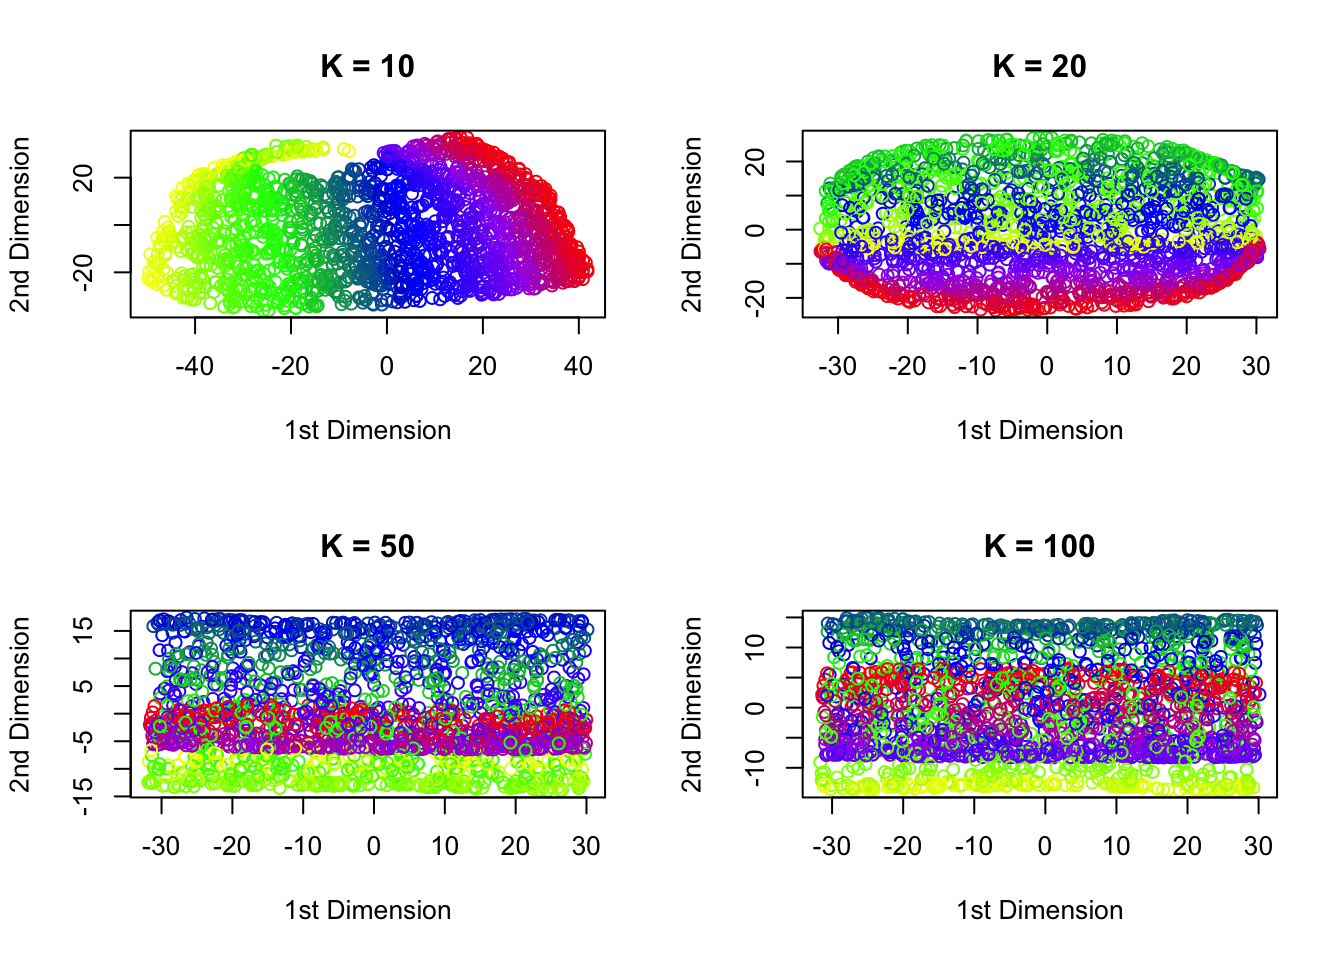 K = 10
2nd Dimension
20
-20
-40 -20 0 20 40
1st Dimension
K = 20
2nd Dimension
20
0
-20
-30 -20 -10 0 10 20 30
1st Dimension
K = 50
2nd Dimension
15
5
-5
-15
-30 -20 -10 0 10 20 30
1st Dimension
K = 100
2nd Dimension
10
0
-10
-30 -20 -10 0 10 20 30
1st Dimension